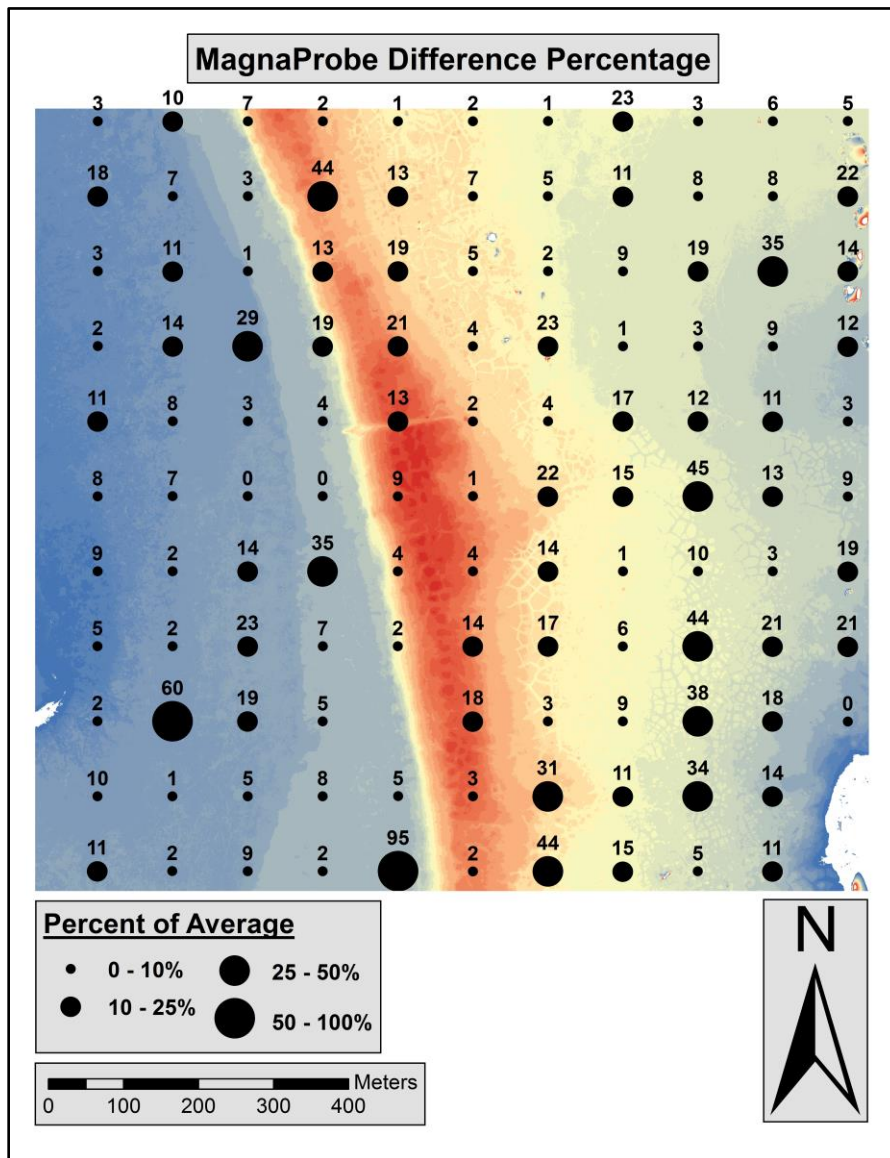 MagnaProbe Difference Percentage
3 10 7 2 1 2 1 23 3 6 5
18 7 3 44 13 7 5 11 8 8 22
3 11 1 13 19 5 2 9 19 35 14
2 14 29 19 21 4 23 1 3 9 12
11 8 3 4 13 2 4 17 12 11 3
8 7 0 0 9 1 22 15 45 13 9
9 2 14 35 4 4 14 1 10 3 19
5 2 23 7 2 14 17 6 44 21 21
2 60 19 5 18 3 9 38 18 0
10 1 5 8 5 3 31 11 34 14
11 2 9 2 95 2 44 15 5 11
Percent of Average
0 - 10% 25 - 50%
10 - 25% 50 - 100%
Meters
0 100 200 300 400
N